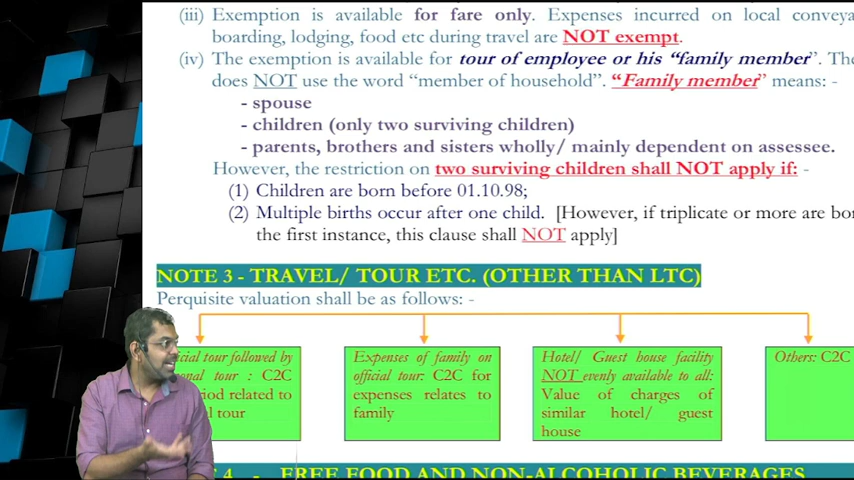 (iii) Exemption is available for fare only. Expenses incurred on local
boarding, lodging, food etc during travel are NOT exempt.
(iv) The exemption is available for tour of employee or his “family member”.
does NOT use the word “member of household”. “Family member” means: -
- spouse
- children (only two surviving children)
- parents, brothers and sisters wholly/ mainly dependent on assessee.
However, the restriction on two surviving children shall NOT apply if: -
(1) Children are born before 01.10.98;
(2) Multiple births occur after one child. [However, if triplicate or more are
the first instance, this clause shall NOT apply]
NOTE 3 - TRAVEL/ TOUR ETC. (OTHER THAN LTC)
Perquisite valuation shall be as follows: -
tour followed by
tour : C2C
related to
tour
Expenses of family on
official tour: C2C for
expenses relates to
family
Hotel/ Guest house facility
NOT evenly available to all:
Value of charges of
similar hotel/ guest
house
Others: C2C
4 - FREE FOOD AND NON-ALCOHOLIC BEVERAGES